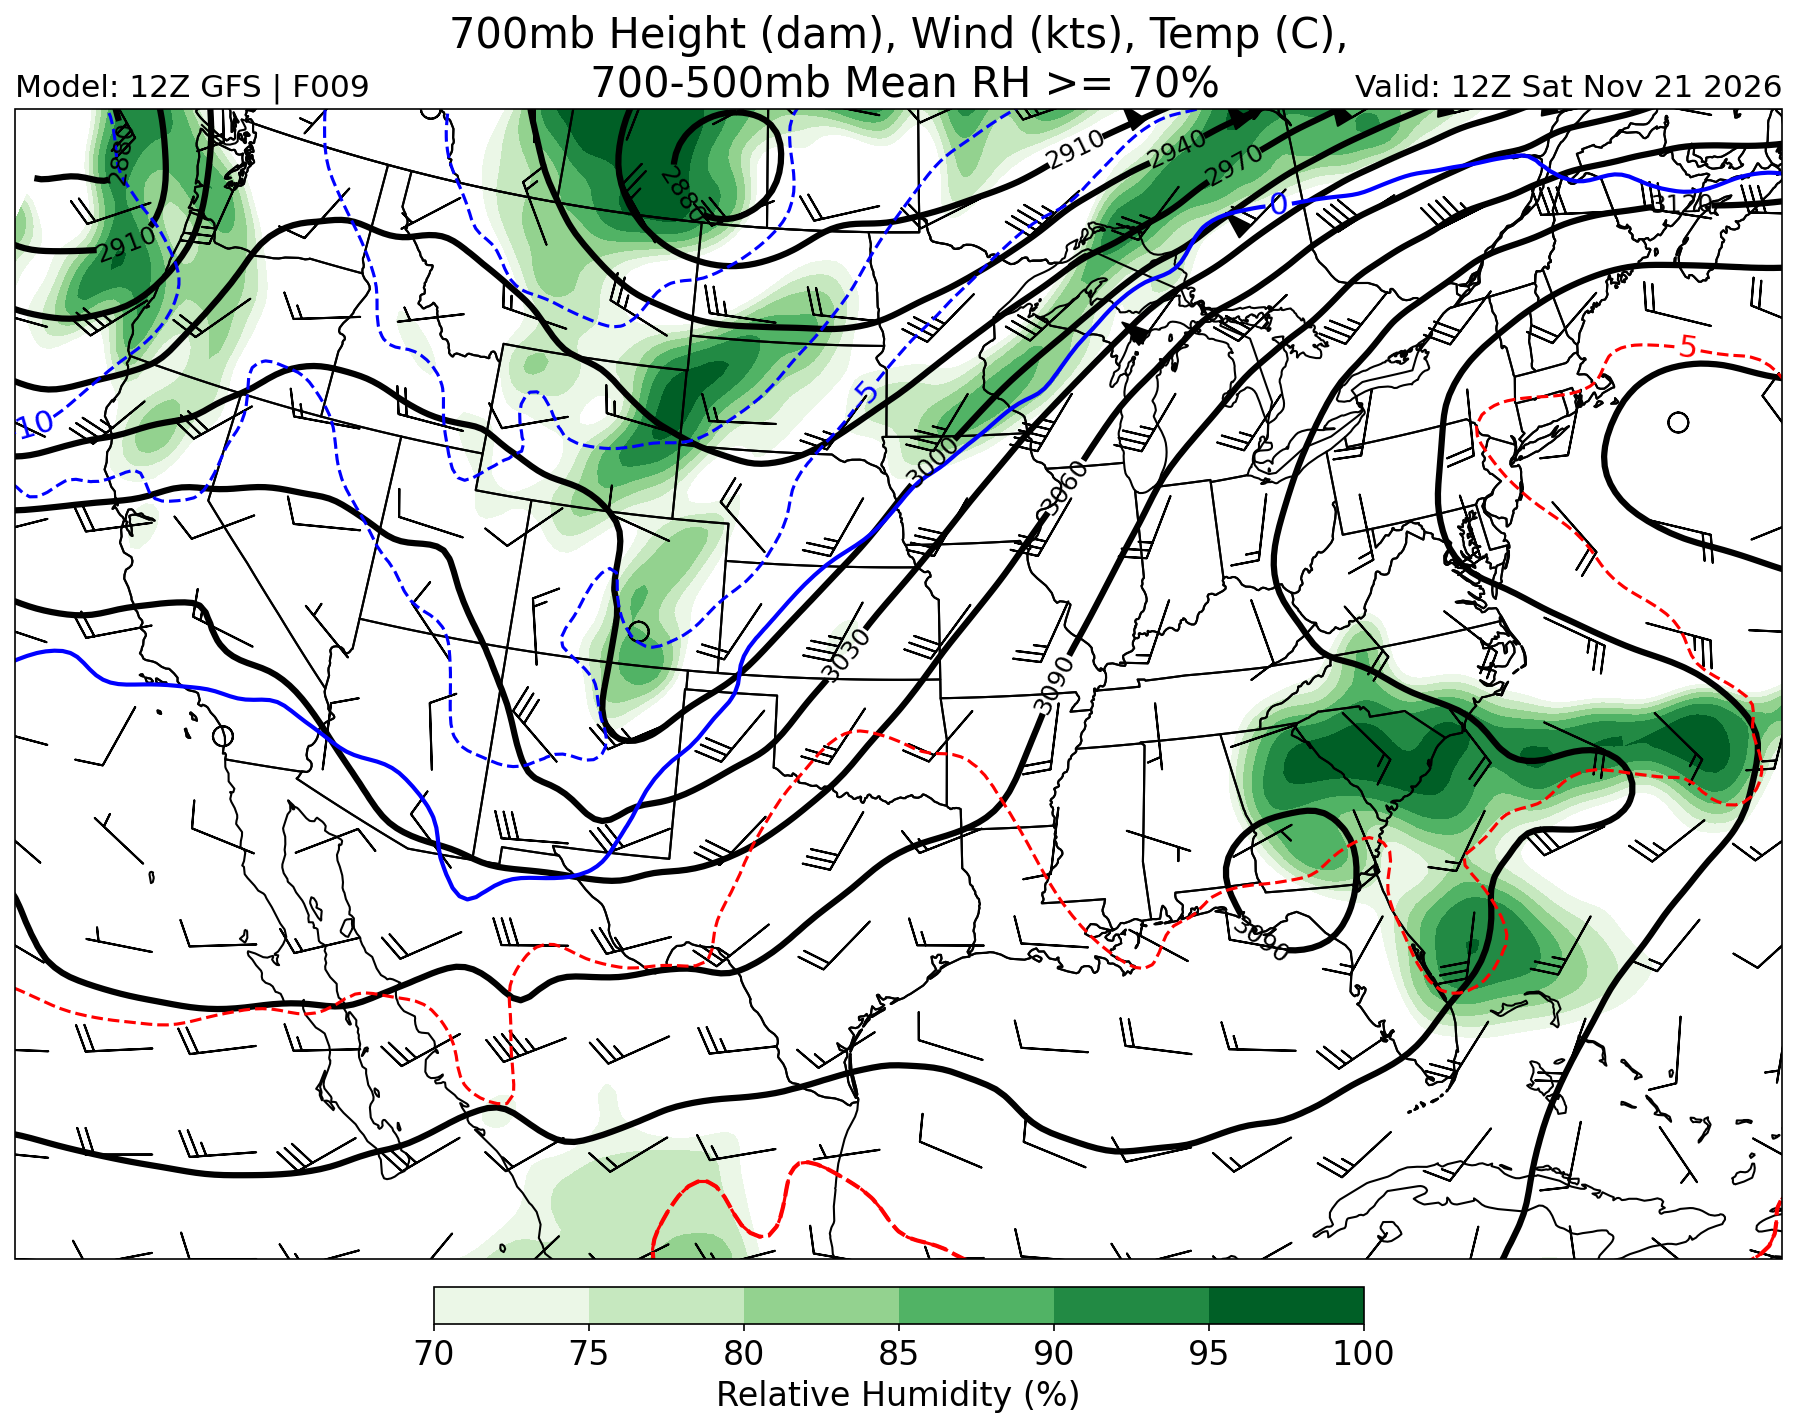 700mb Height (dam), Wind (kts), Temp (C),
700-500mb Mean RH >= 70%
Model: 12Z GFS | F009
Valid: 12Z Sat Nov 21 2026
2880
2910
2880
2910
2940
2970
0
3120
5
10
5
3000
3060
3030
3090
3090
70 75 80 85 90 95 100
Relative Humidity (%)